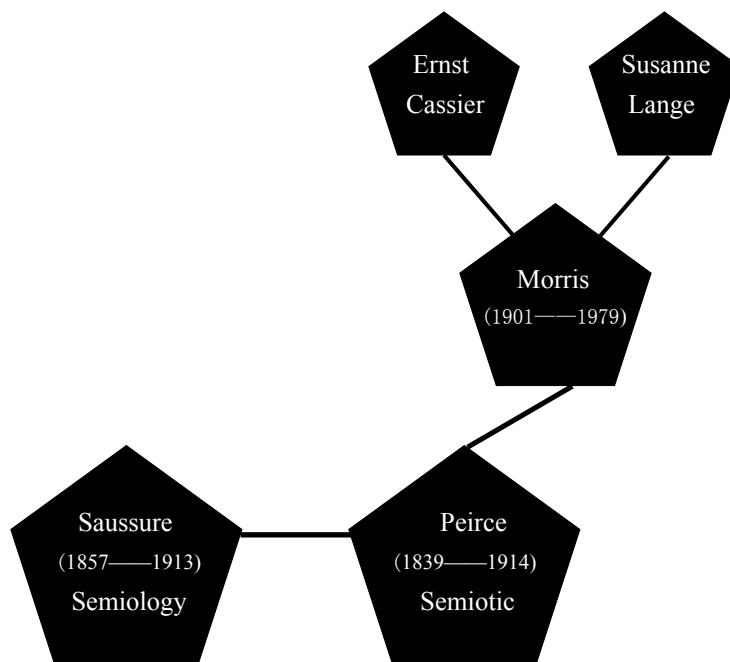 Ernst
Cassier
Susanne
Lange
Morris
(1901——1979)
Saussure
(1857——1913)
Semiology
Peirce
(1839——1914)
Semiotic